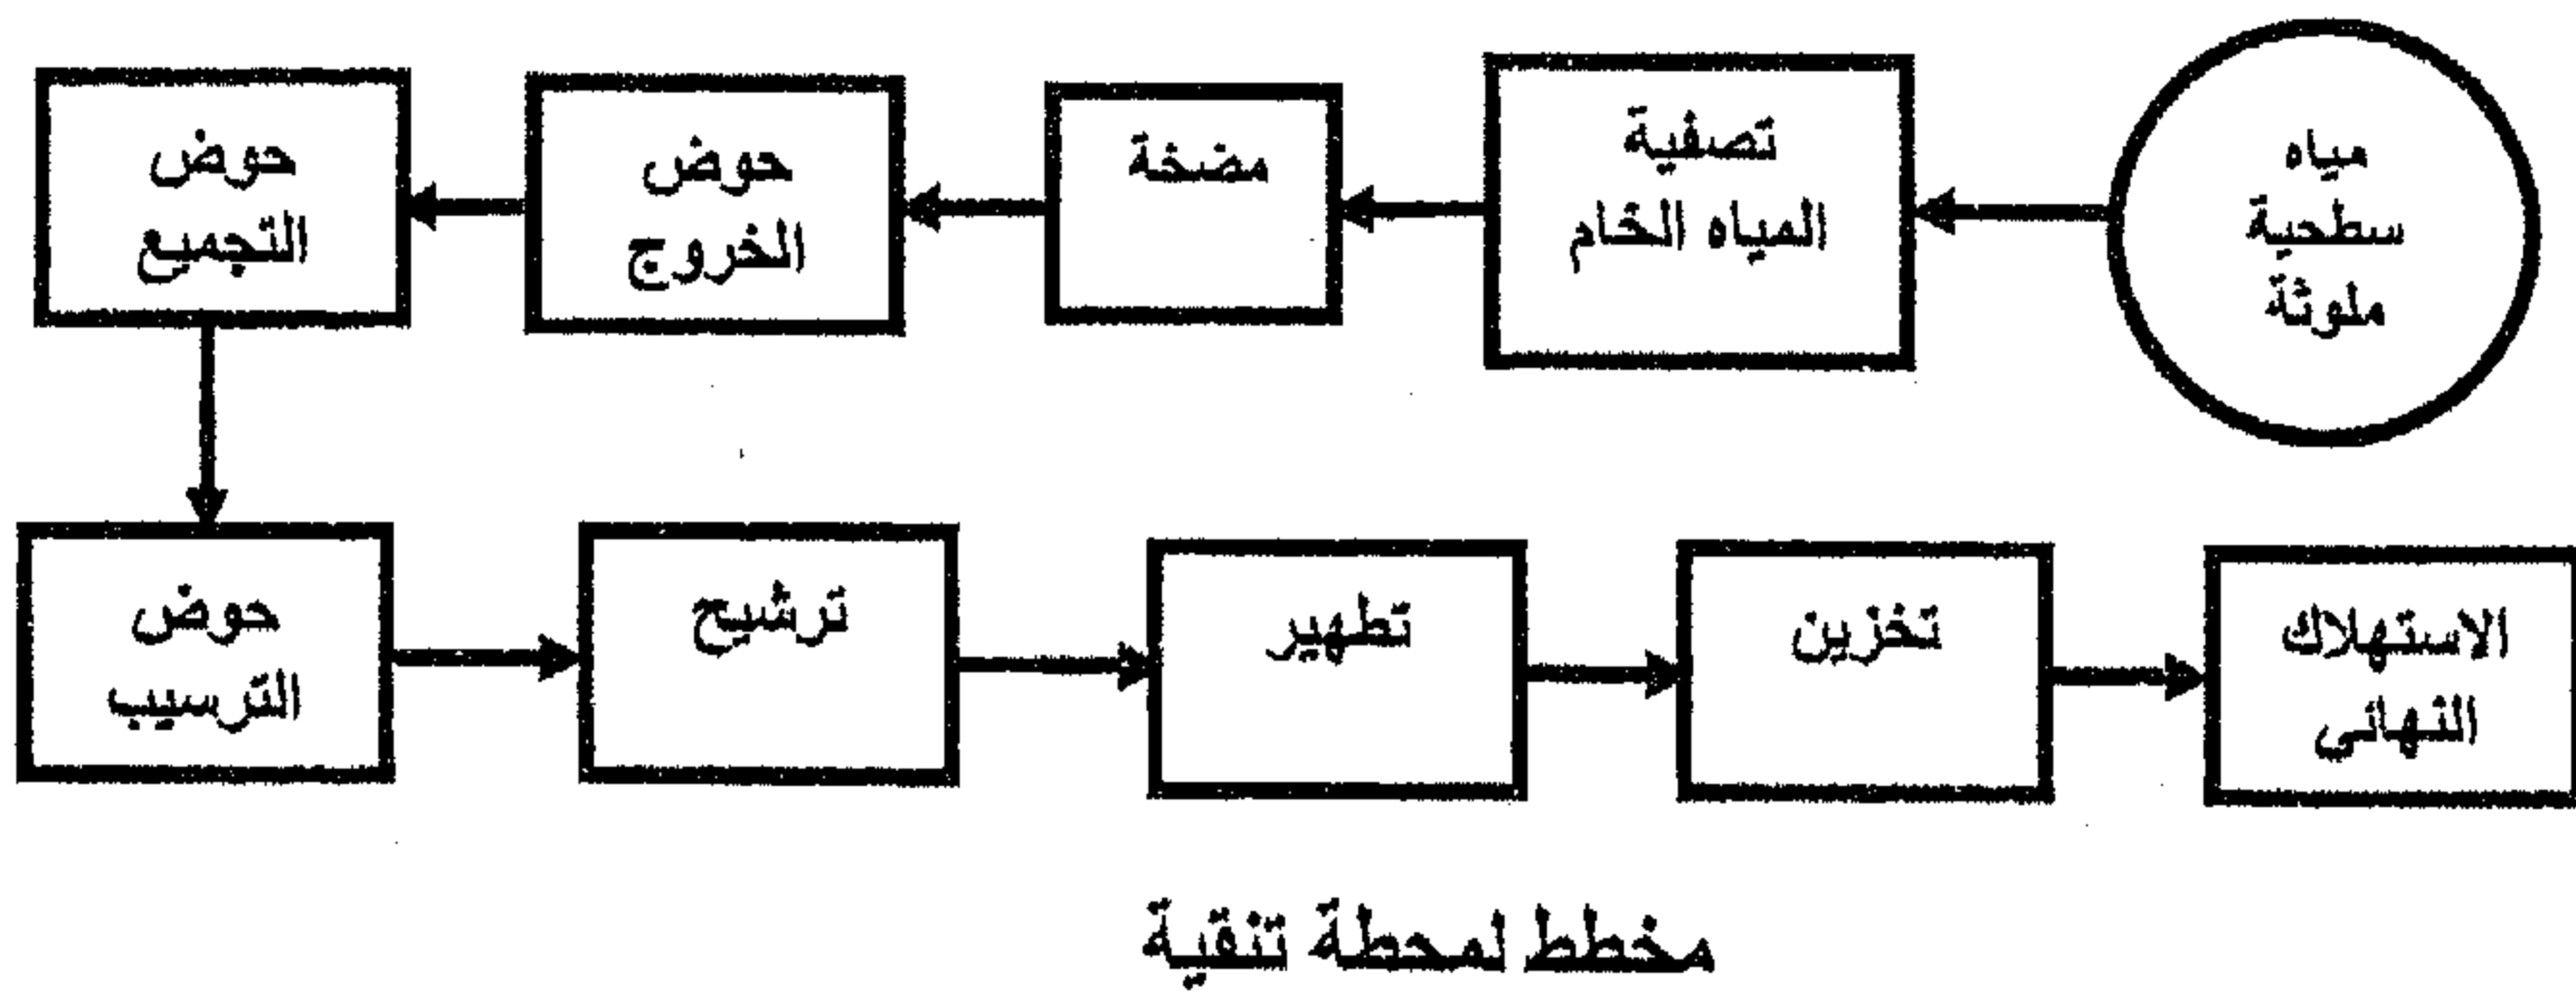 مياه
سطحية
ملوثة
تصفية
المياه الخام
مضخة
حوض
الخروج
حوض
التجميع
حوض
الترسيب
ترشيح
تطهير
تخزين
الاستهلاك
النهائي
مخطط لمحطة تنقية